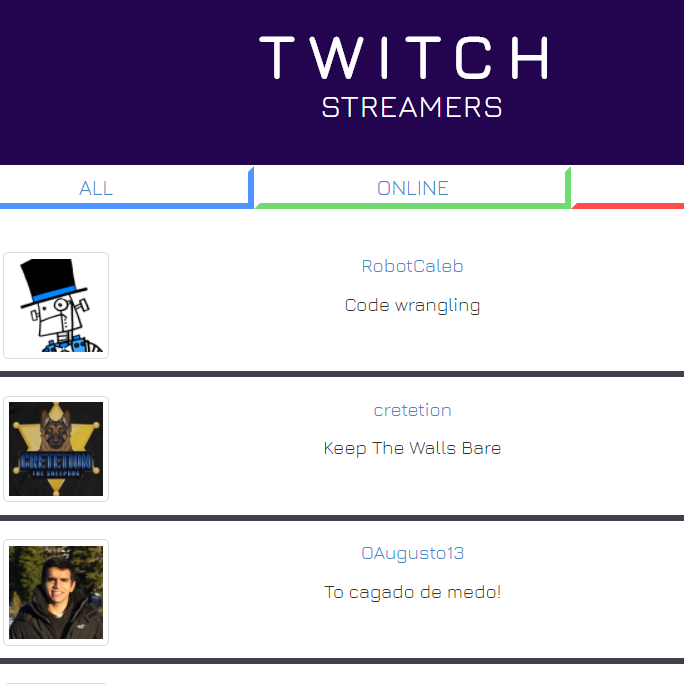 TWITCH
STREAMERS
ALL
ONLINE
RobotCaleb
Code wrangling
cretetion
Keep The Walls Bare
CRETETION
THE SHEEPDOG
OAugusto13
To cagado de medo!